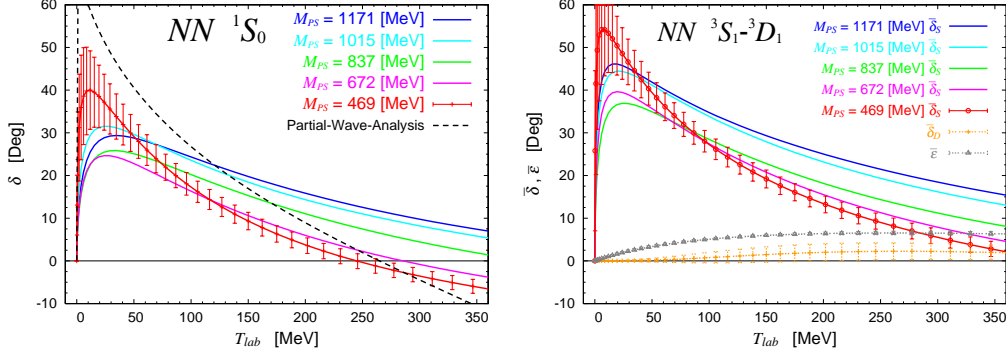 NN ¹S₀
M_PS = 1171 [MeV]
M_PS = 1015 [MeV]
M_PS = 837 [MeV]
M_PS = 672 [MeV]
M_PS = 469 [MeV]
Partial-Wave-Analysis
60
50
40
30
20
10
0
-10
δ [Deg]
0 50 100 150 200 250 300 350
T_lab [MeV]
NN ³S₁-³D₁
M_PS = 1171 [MeV] δ̄_S
M_PS = 1015 [MeV] δ̄_S
M_PS = 837 [MeV] δ̄_S
M_PS = 672 [MeV] δ̄_S
M_PS = 469 [MeV] δ̄_S
δ̄_D
ε̄
60
50
40
30
20
10
0
-10
δ̄ , ε̄ [Deg]
0 50 100 150 200 250 300 350
T_lab [MeV]